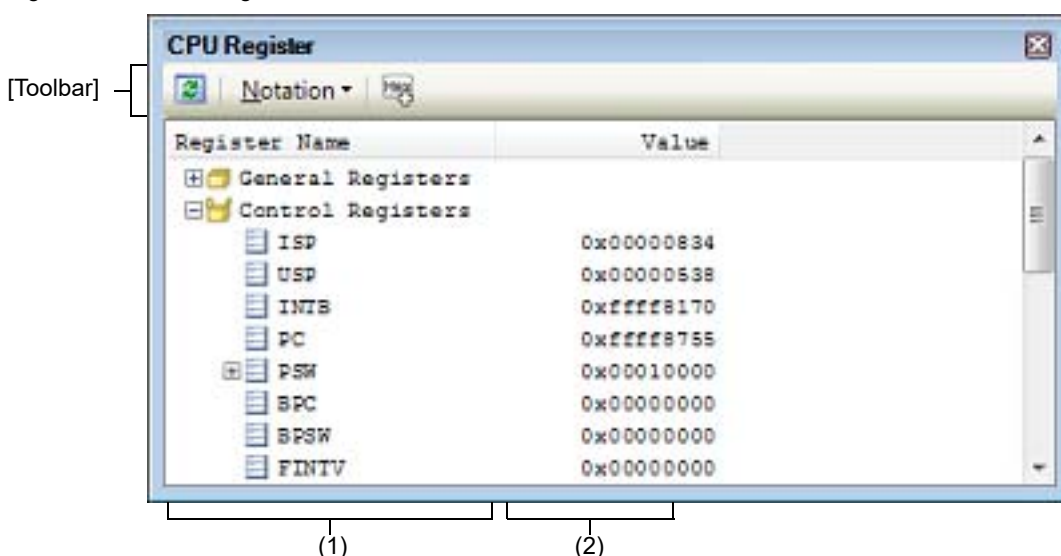 CPU Register
[Toolbar]
Notation
Hex
Register Name Value
General Registers
Control Registers
ISP 0x00000834
USP 0x00000538
INTB 0xffff8170
PC 0xffff8755
PSW 0x00010000
BPC 0x00000000
BPSW 0x00000000
FINTV 0x00000000
(1) (2)